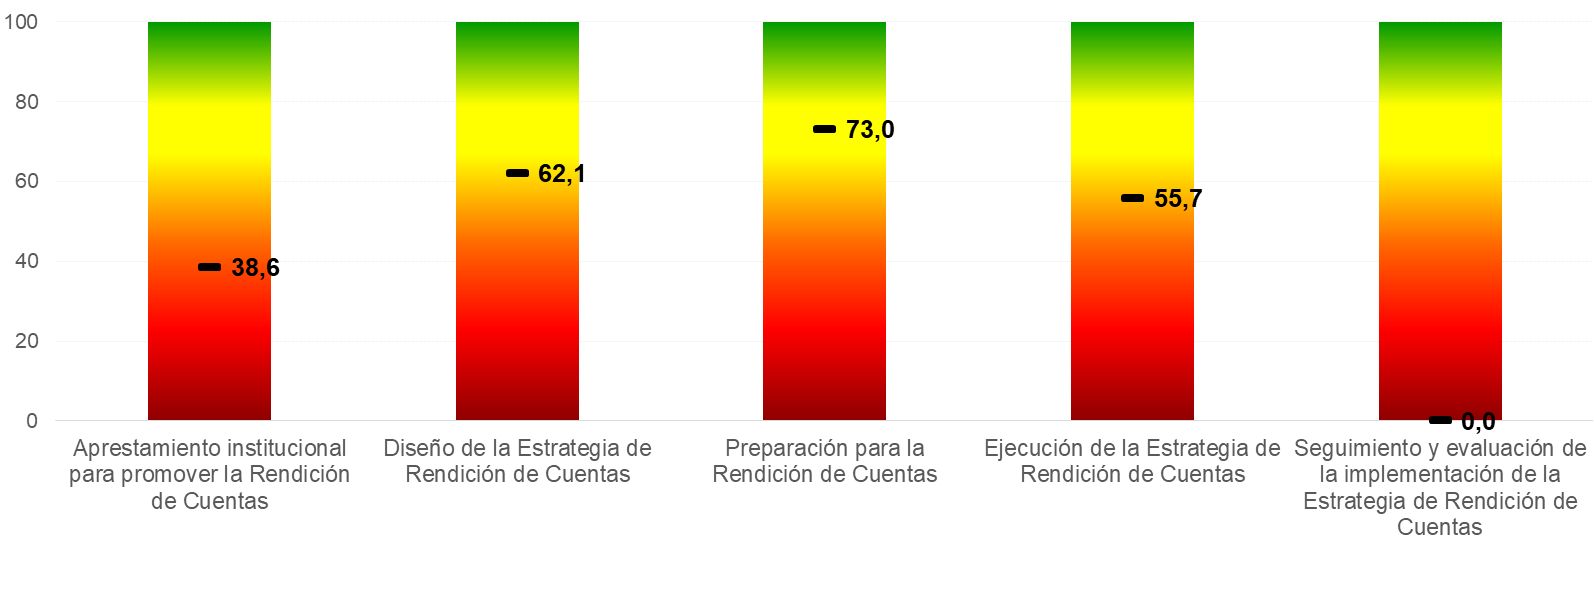 100
80
60
40
20
0
38,6
62,1
73,0
55,7
0,0
Aprestamiento institucional
para promover la Rendición
de Cuentas
Diseño de la Estrategia de
Rendición de Cuentas
Preparación para la
Rendición de Cuentas
Ejecución de la Estrategia de
Rendición de Cuentas
Seguimiento y evaluación de
la implementación de la
Estrategia de Rendición de
Cuentas